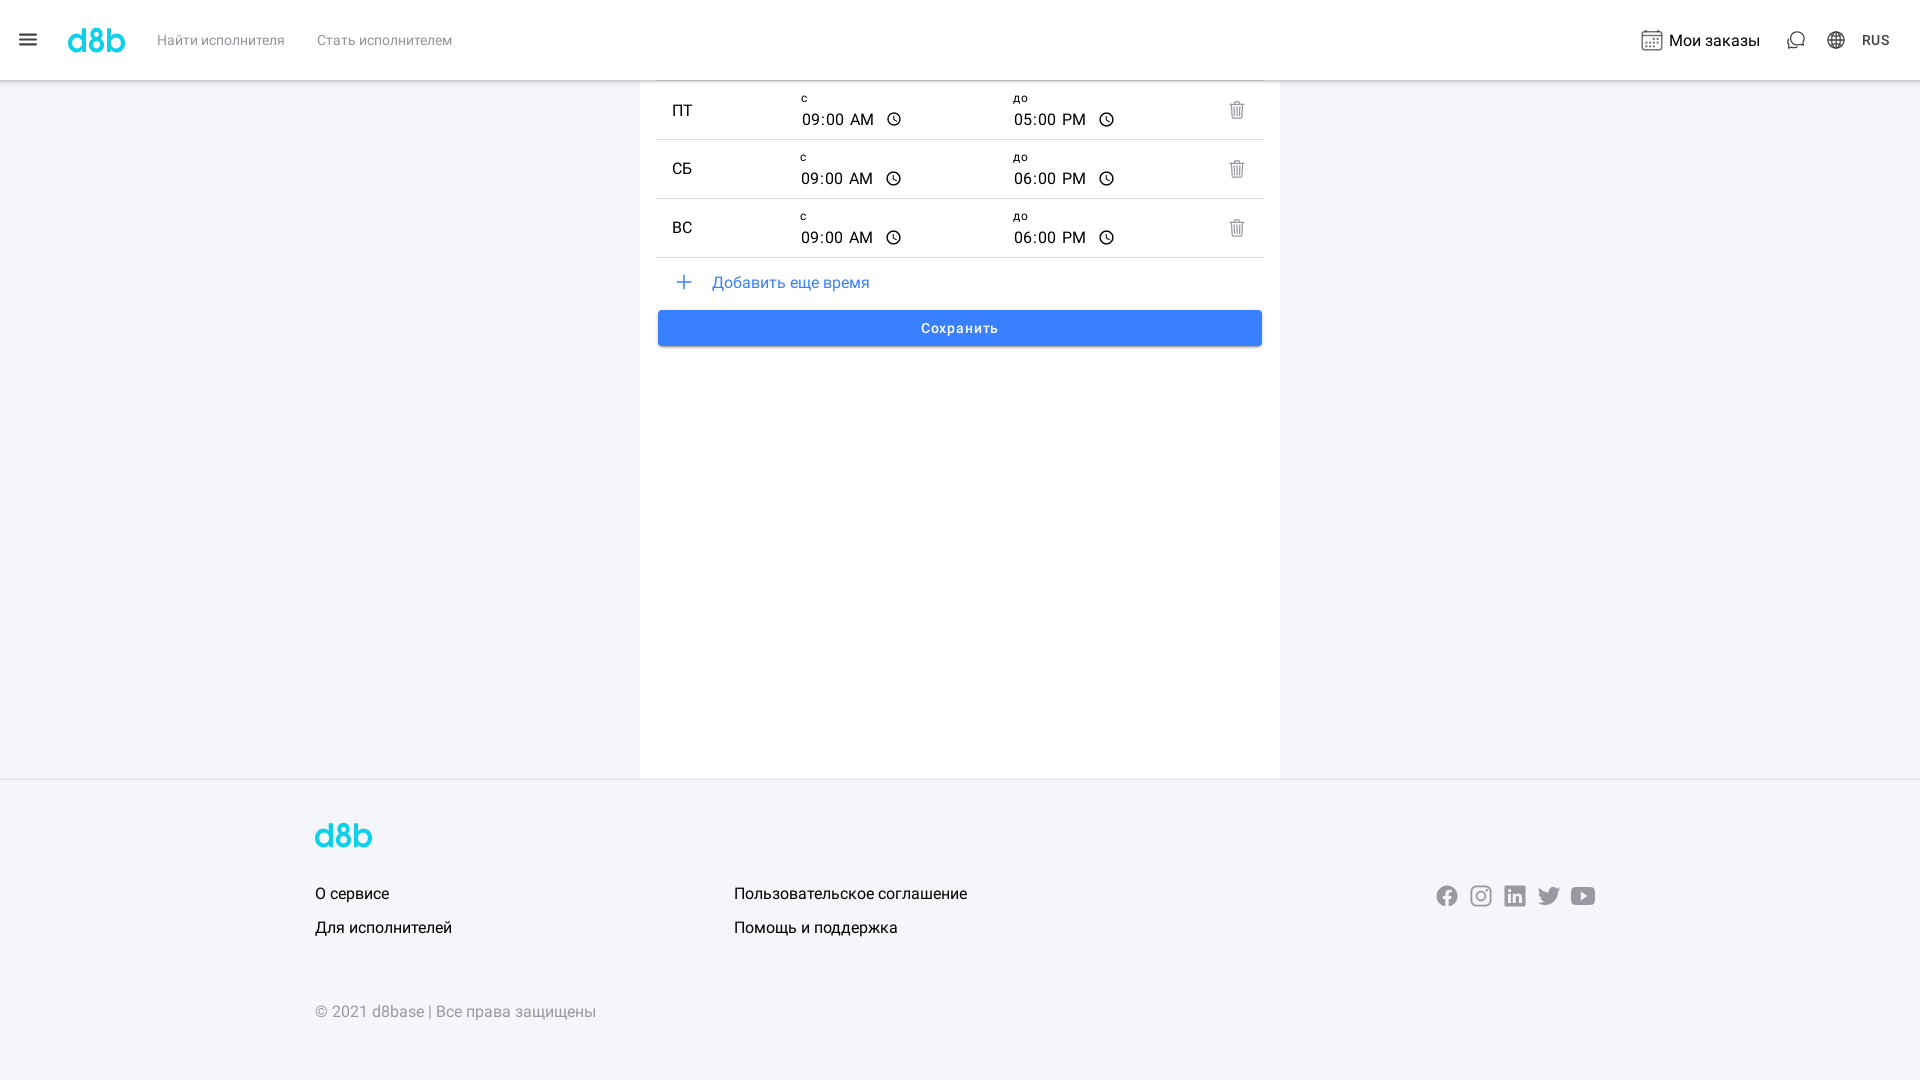 d8b
Найти исполнителя
Стать исполнителем
Мои заказы
RUS
ПТ
с
09:00 AM
до
05:00 PM
СБ
с
09:00 AM
до
06:00 PM
ВС
с
09:00 AM
до
06:00 PM
Добавить еще время
Сохранить
d8b
О сервисе
Для исполнителей
Пользовательское соглашение
Помощь и поддержка
© 2021 d8base | Все права защищены